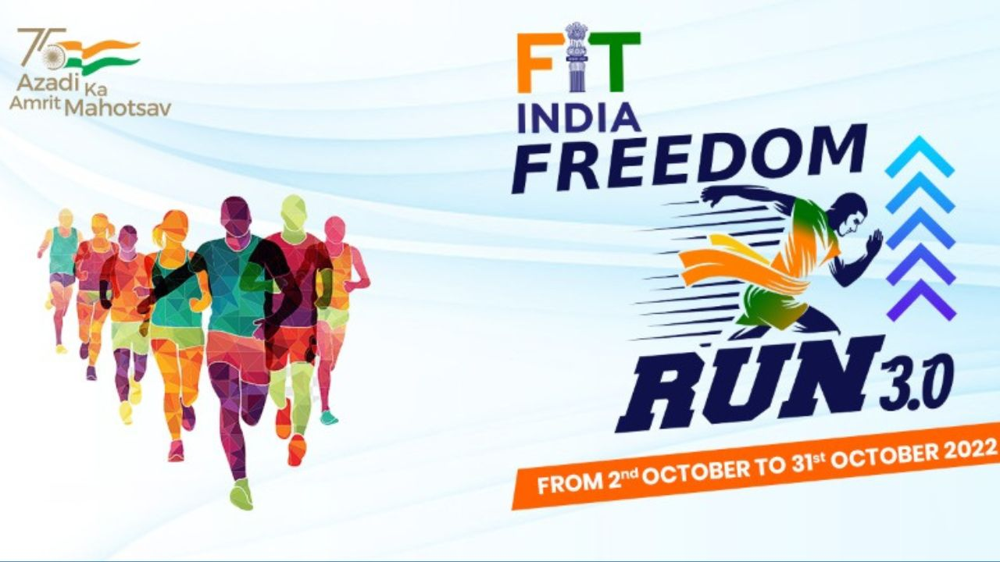 75
Azadi Ka
Amrit Mahotsav
FIT
INDIA
FREEDOM
RUN 3.0
FROM 2nd OCTOBER TO 31st OCTOBER 2022